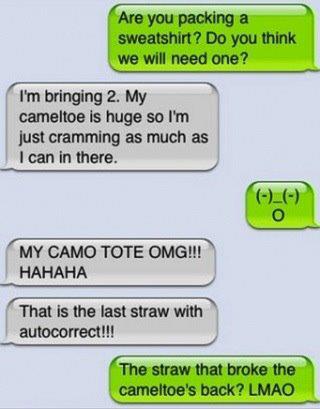 Are you packing a
sweatshirt? Do you think
we will need one?
I'm bringing 2. My
cameltoe is huge so I'm
just cramming as much as
I can in there.
(-)_(-)
O
MY CAMO TOTE OMG!!!
HAHAHA
That is the last straw with
autocorrect!!!
The straw that broke the
cameltoe's back? LMAO